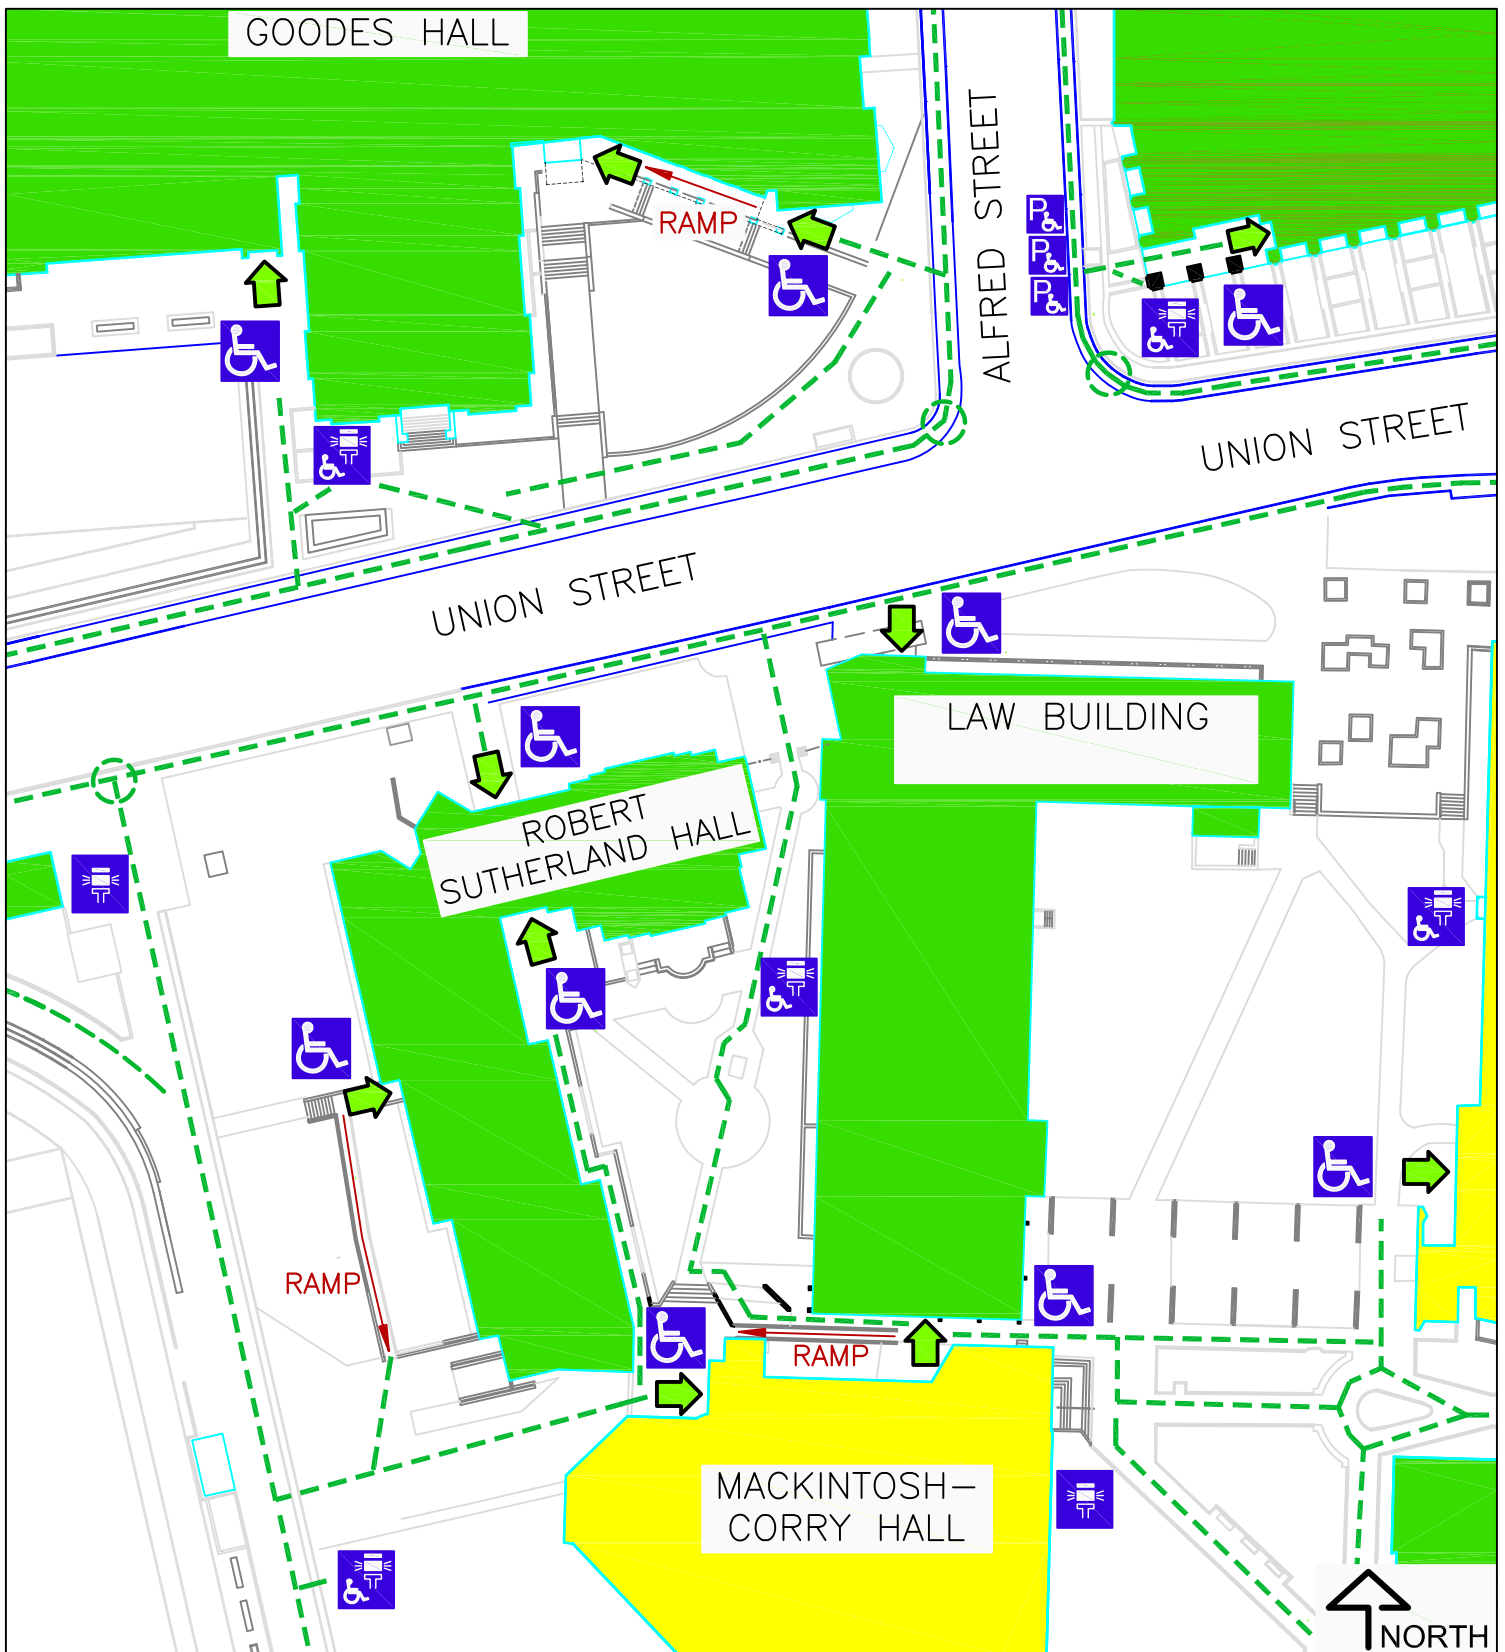 GOODES HALL
ALFRED STREET
RAMP
P
P
P
UNION STREET
UNION STREET
LAW BUILDING
ROBERT
SUTHERLAND HALL
RAMP
RAMP
MACKINTOSH-
CORRY HALL
NORTH